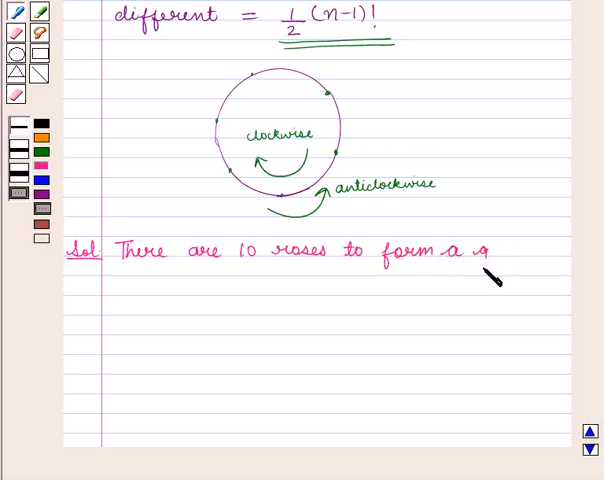 different = 1/2 (n-1)!
clockwise
anticlockwise
Sol: There are 10 roses to form a